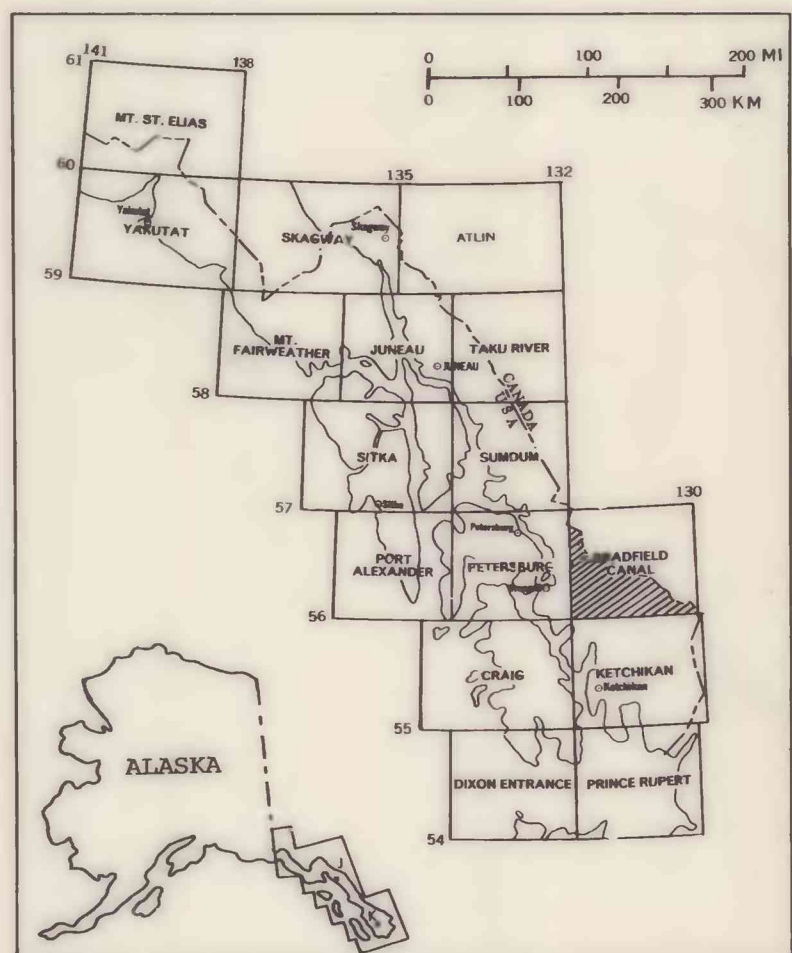 141
61
138
0 100 200 MI
0 100 200 300 KM
MT. ST. ELIAS
60
135
132
Yakutat
YAKUTAT
SKAGWAY
Skagway
ATLIN
59
MT.
FAIRWEATHER
JUNEAU
JUNEAU
TAKU RIVER
CANADA
USA
58
SITKA
SUMDUM
Sitka
57
130
Petersburg
PORT
ALEXANDER
PETERSBURG
CANAL
56
CRAIG
KETCHIKAN
Ketchikan
55
ALASKA
DIXON ENTRANCE
PRINCE RUPERT
54